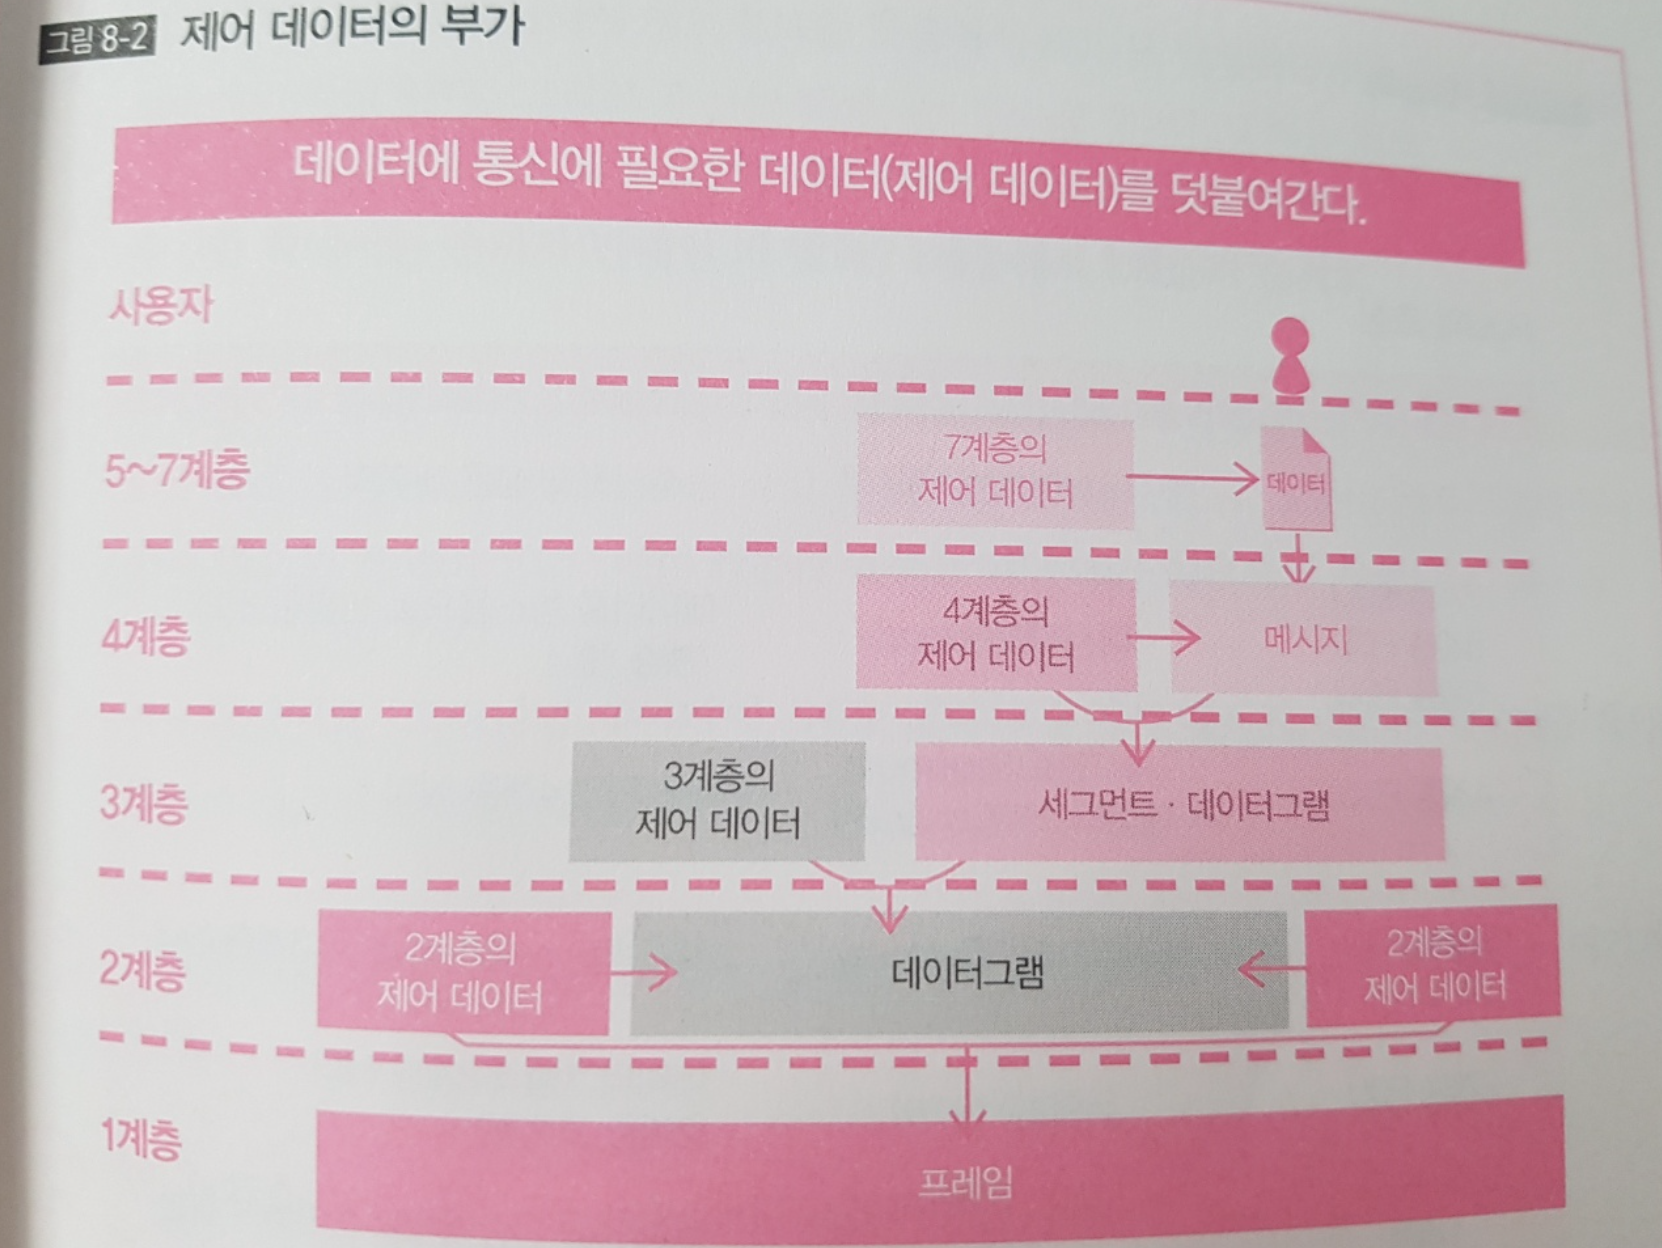 그림 8-2 제어 데이터의 부가
데이터에 통신에 필요한 데이터(제어 데이터)를 덧붙여간다.
사용자
5~7계층
7계층의
제어 데이터
데이터
4계층
4계층의
제어 데이터
메시지
3계층
3계층의
제어 데이터
세그먼트 · 데이터그램
2계층
2계층의
제어 데이터
데이터그램
2계층의
제어 데이터
1계층
프레임